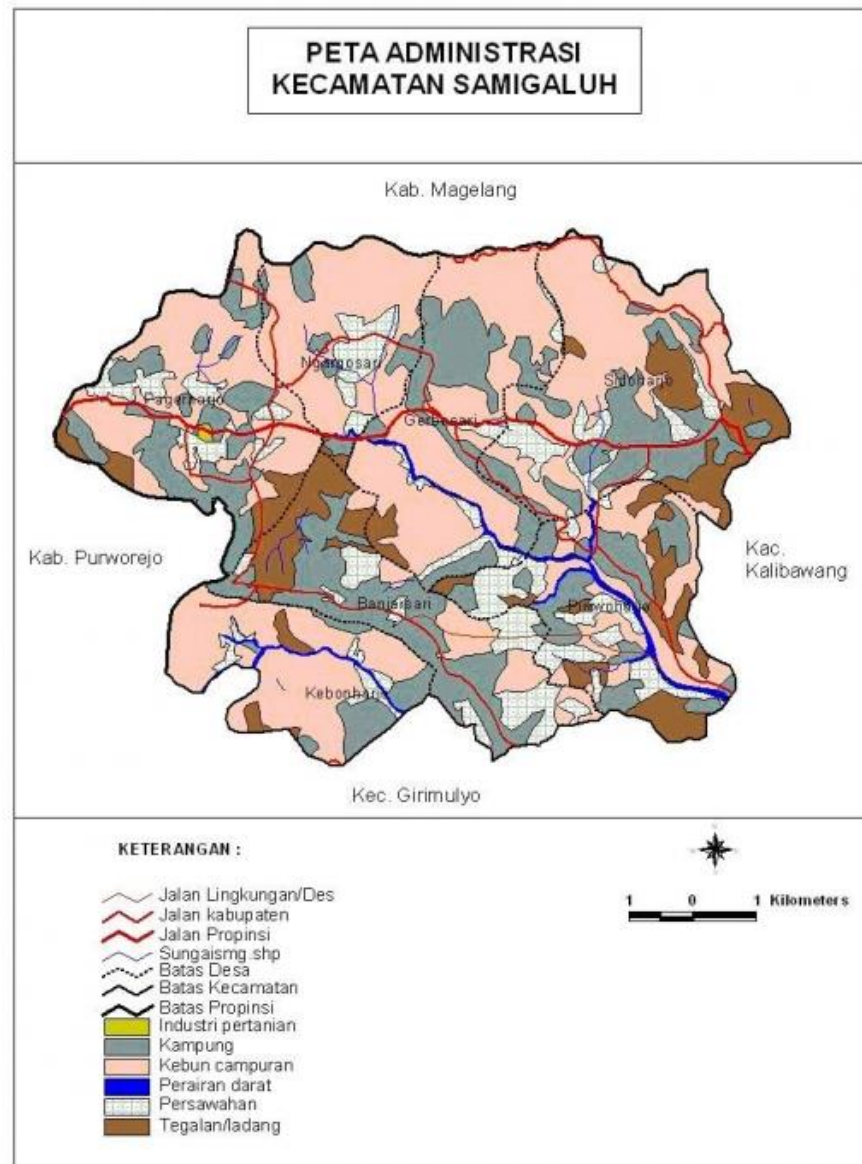 PETA ADMINISTRASI
KECAMATAN SAMIGALUH
Kab. Magelang
Ngargosari
Sidoharjo
Pagerharjo
Gerbosari
Kab. Purworejo
Kac.
Kalibawang
Banjarsari
Purwoharjo
Kebonharjo
Kec. Girimulyo
KETERANGAN :
Jalan Lingkungan/Des
Jalan kabupaten
Jalan Propinsi
Sungaismg.shp
Batas Desa
Batas Kecamatan
Batas Propinsi
Industri pertanian
Kampung
Kebun campuran
Perairan darat
Persawahan
Tegalan/ladang
1 0 1 Kilometers